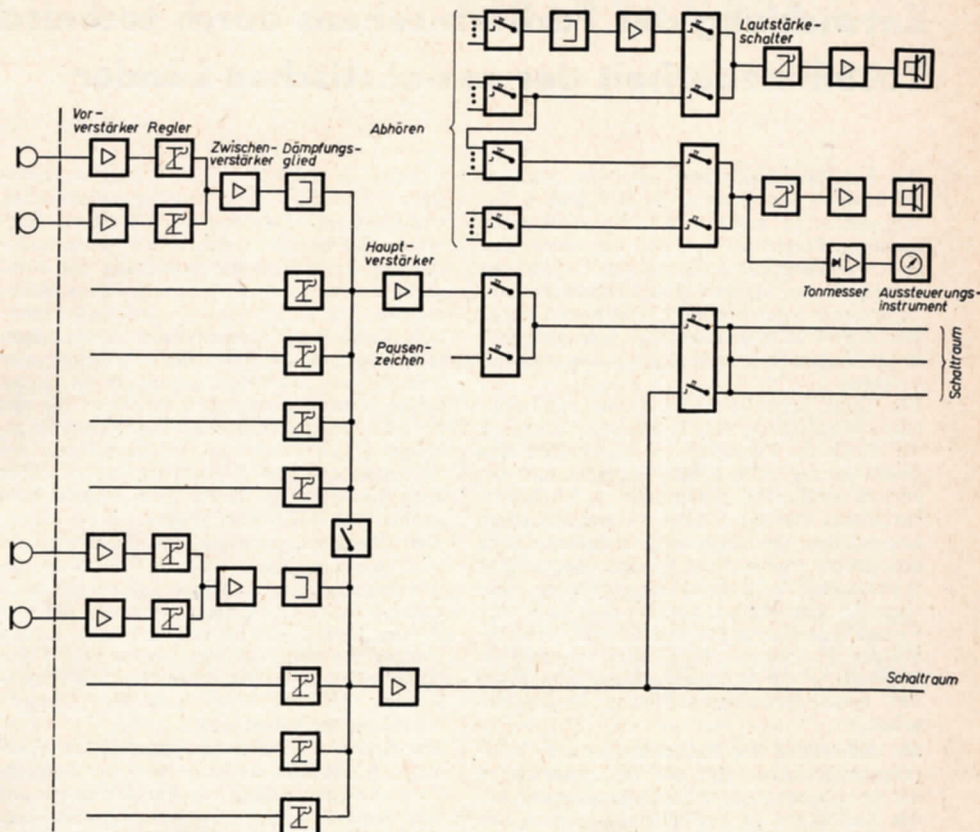 Lautstärke-
schalter
Vor-
verstärker Regler
Abhören
Zwischen-
verstärker
Dämpfungs-
glied
Haupt-
verstärker
Tonmesser
Aussteuerungs-
instrument
Pausen-
zeichen
Schaltraum
Schaltraum